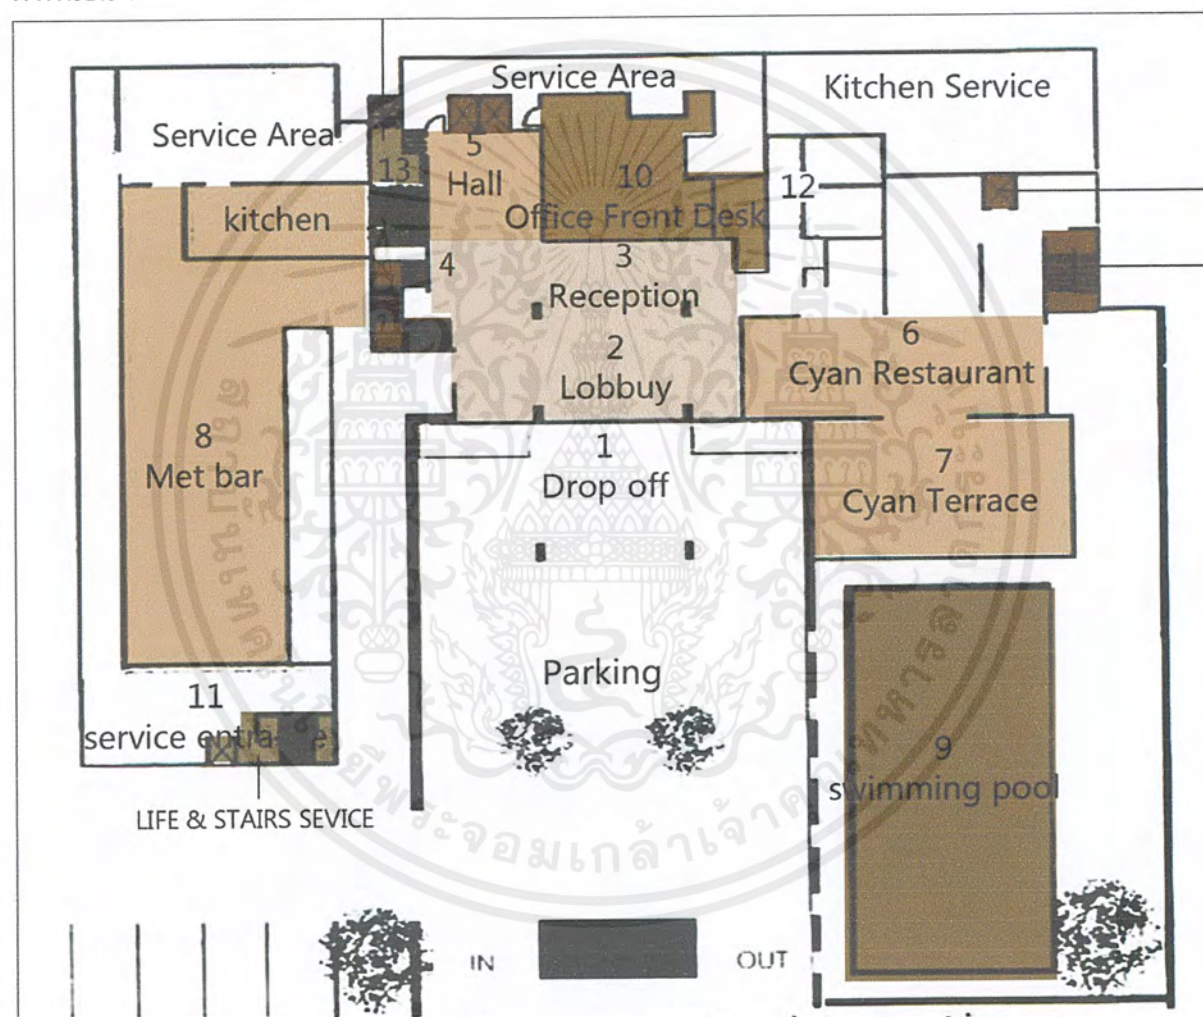 Service Area
Kitchen Service
Service Area
5
Hall
13
10
Office Front Desk
12
kitchen
4
3
Reception
2
Lobbuy
6
Cyan Restaurant
8
Met bar
1
Drop off
7
Cyan Terrace
Parking
11
service entra e
9
swimming pool
LIFE & STAIRS SEVICE
IN
OUT